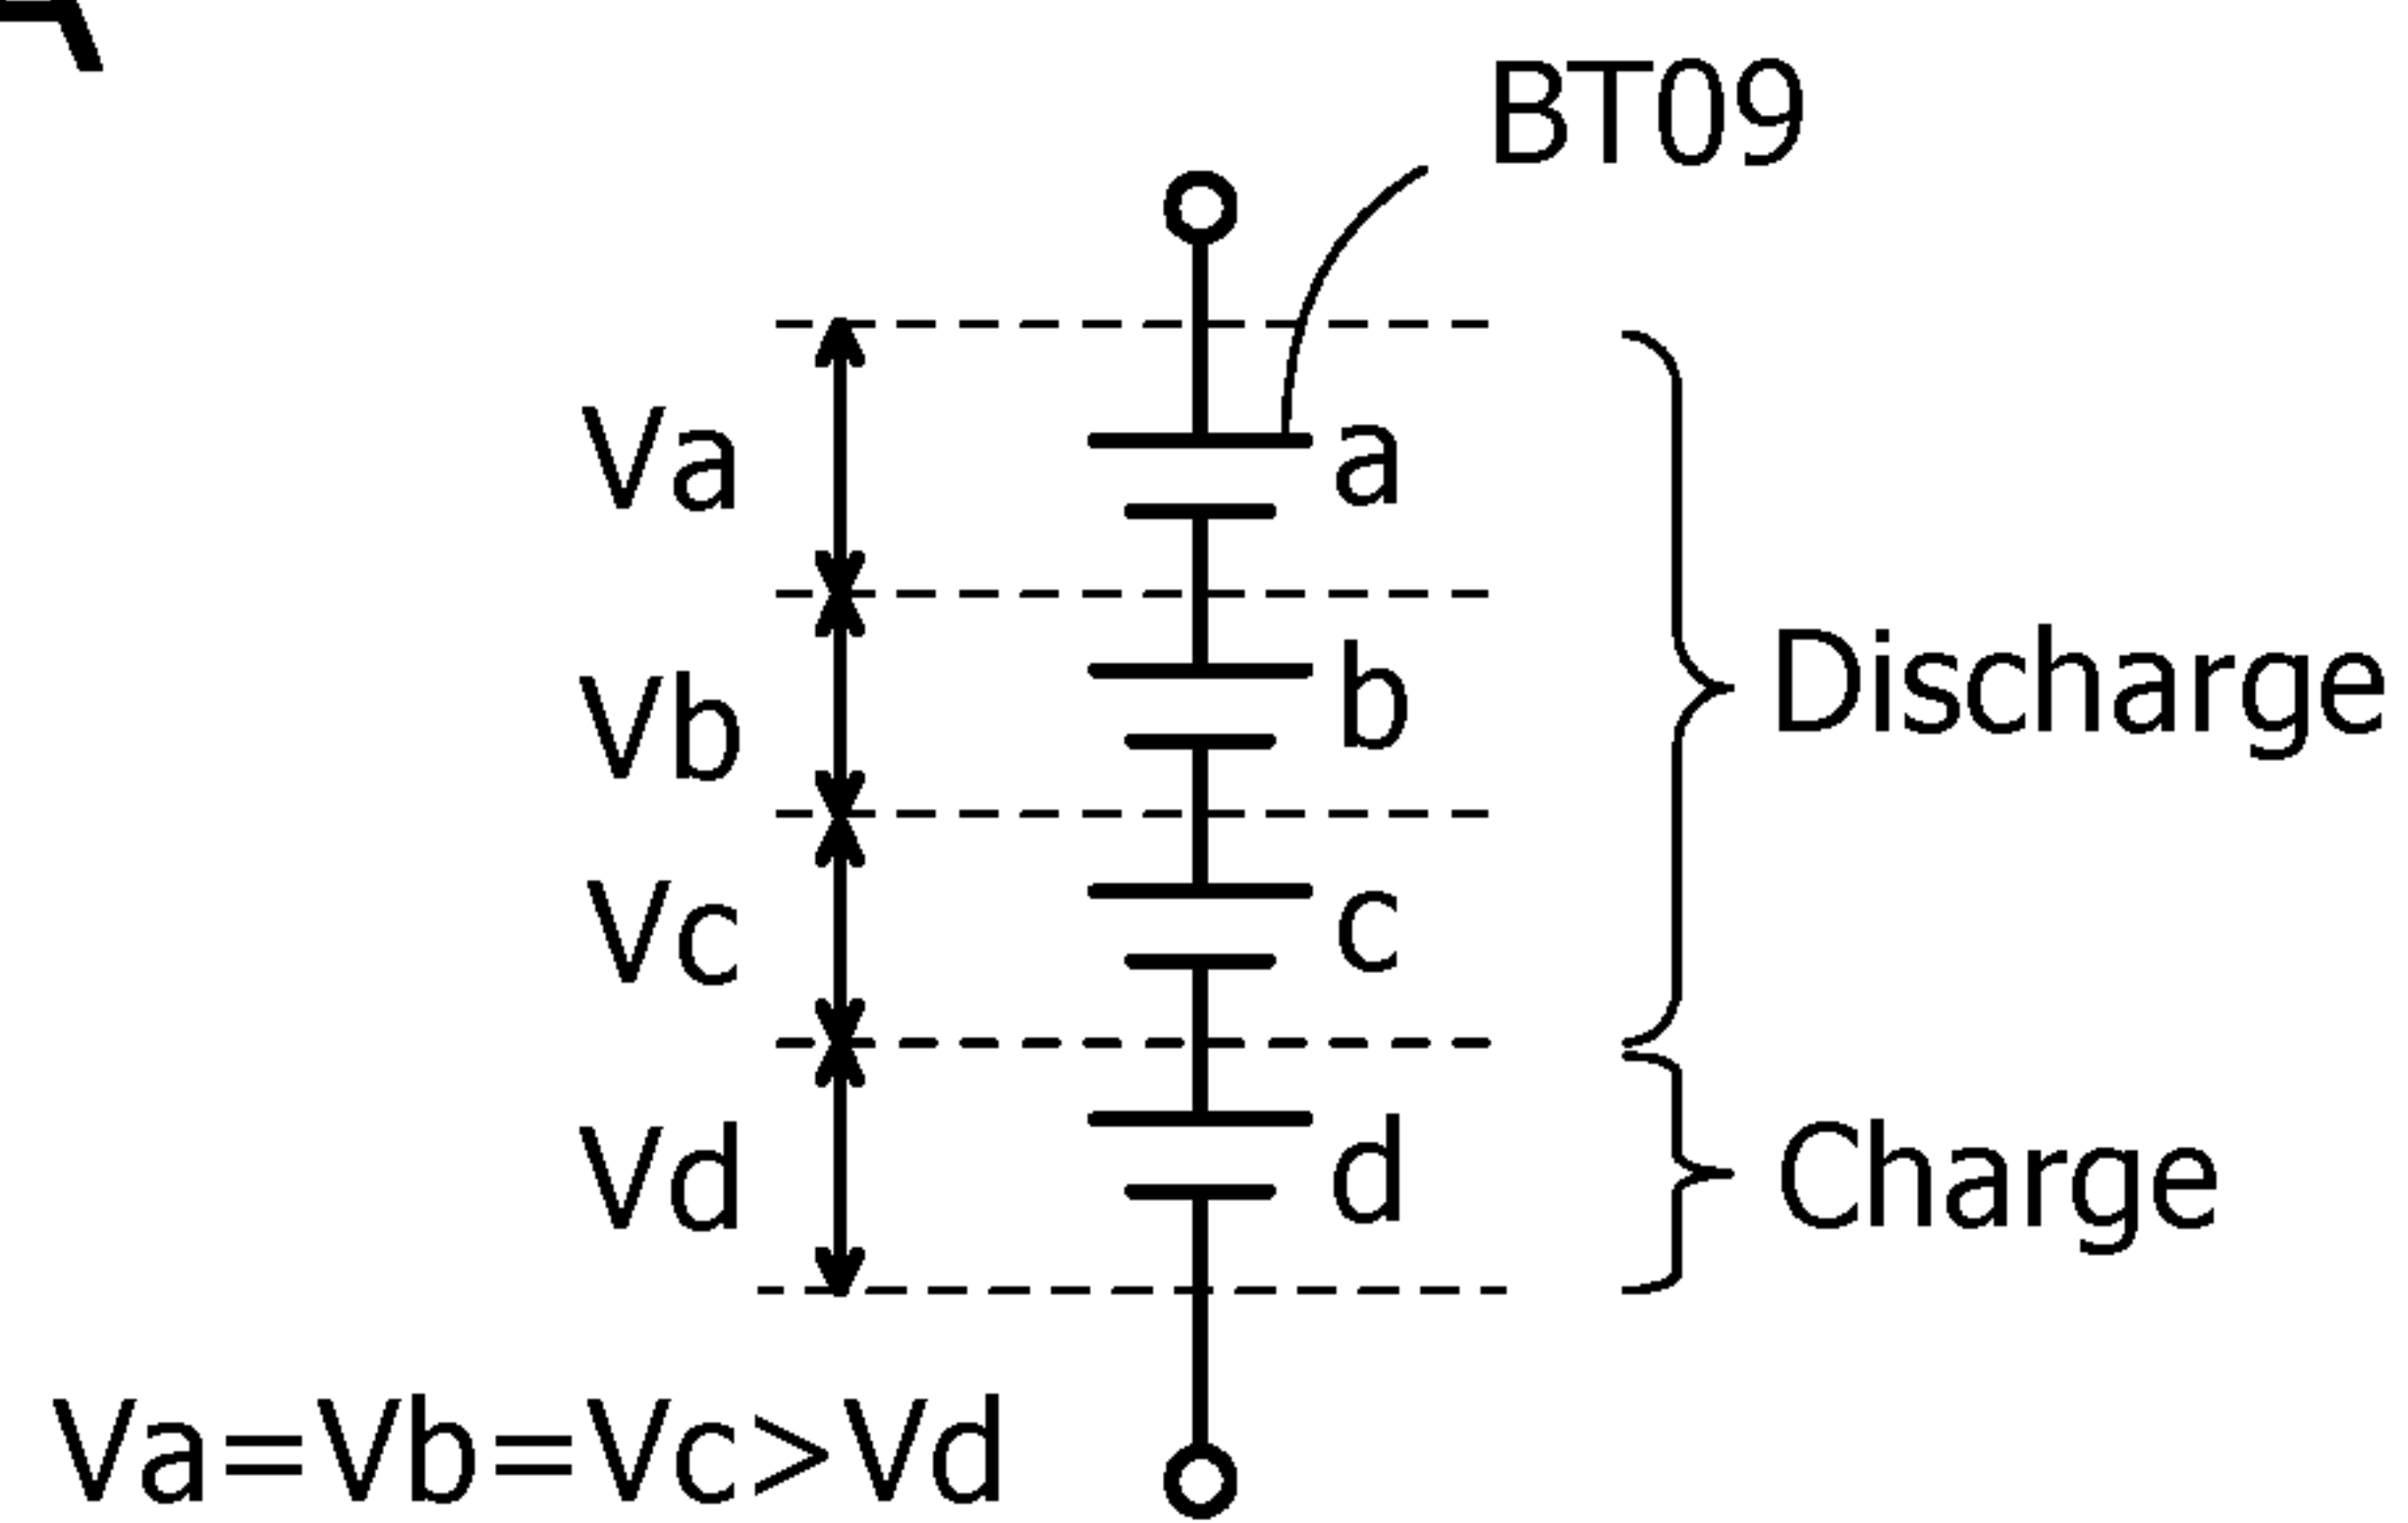 BT09
Va
a
Vb
b
Discharge
Vc
c
Vd
d
Charge
Va=Vb=Vc>Vd